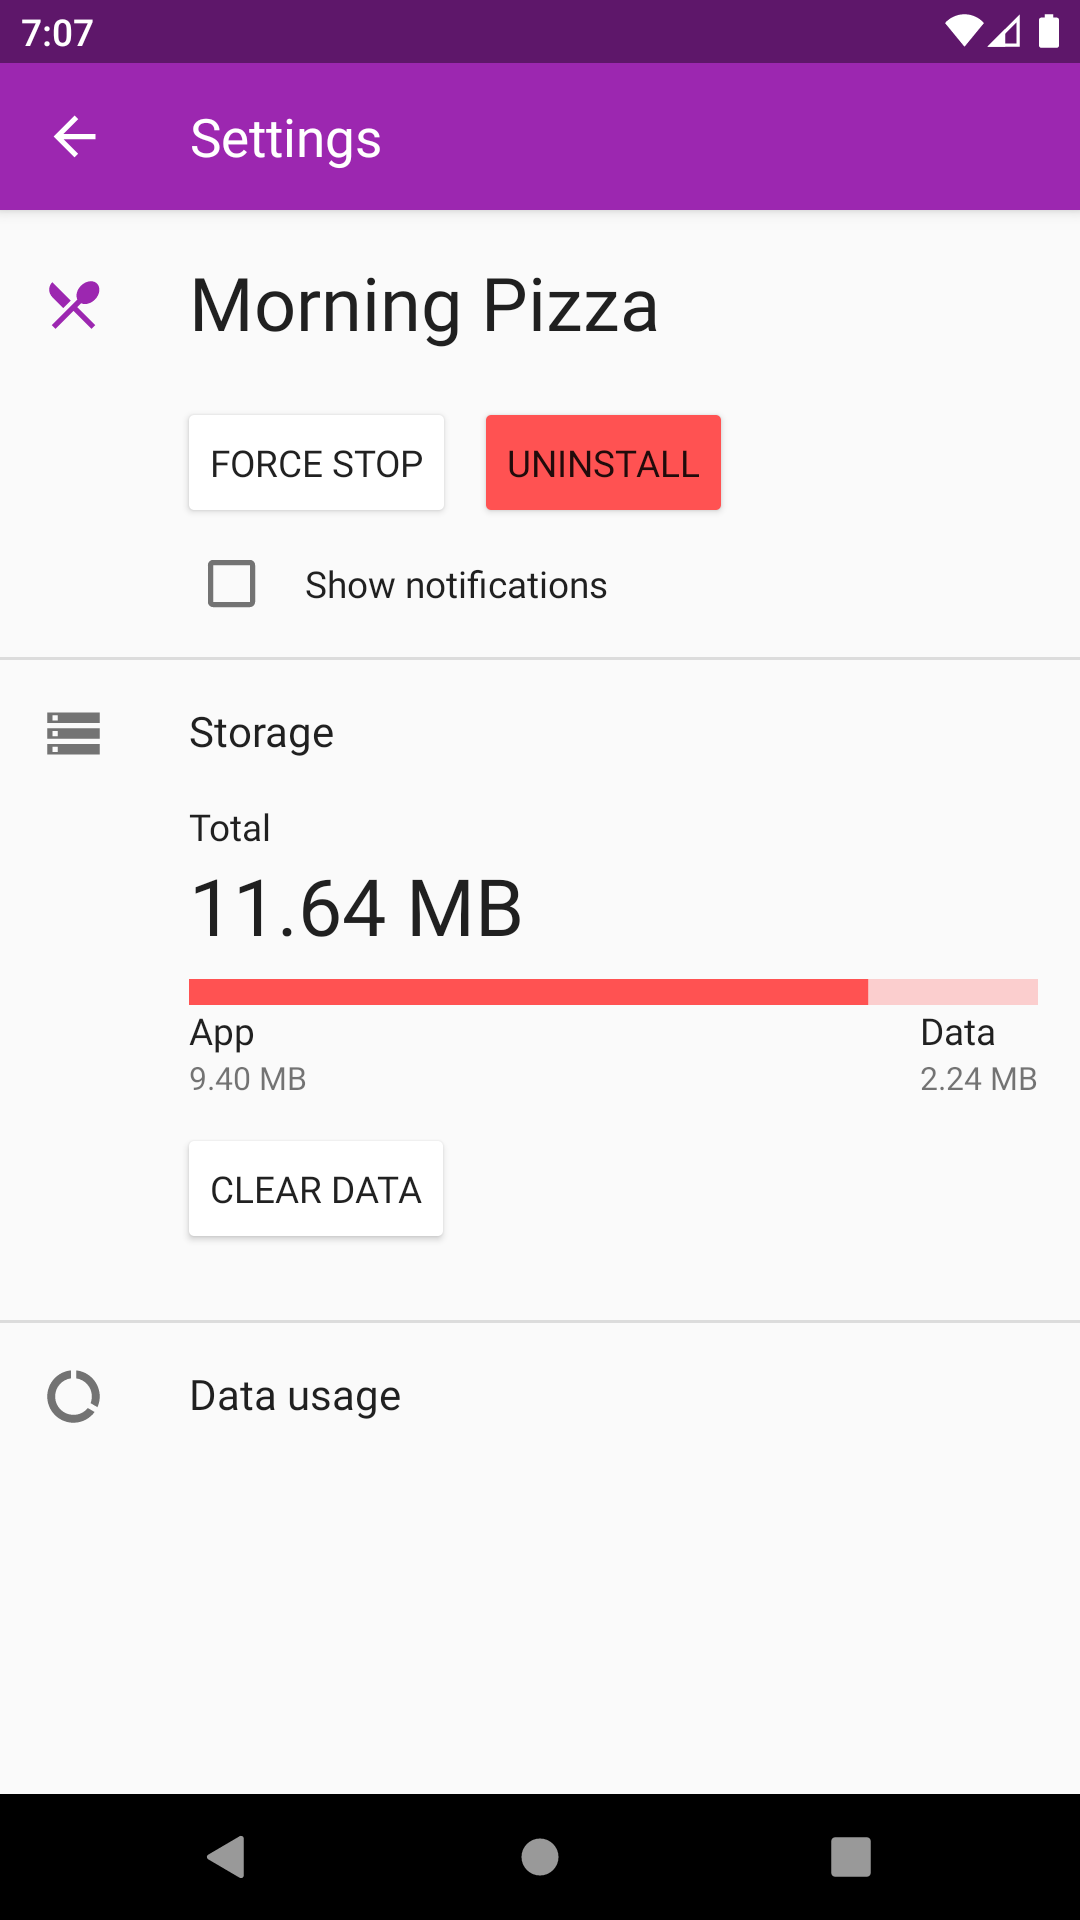 7:07
Settings
Morning Pizza
FORCE STOP
UNINSTALL
Show notifications
Storage
Total
11.64 MB
App
Data
9.40 MB
2.24 MB
CLEAR DATA
Data usage